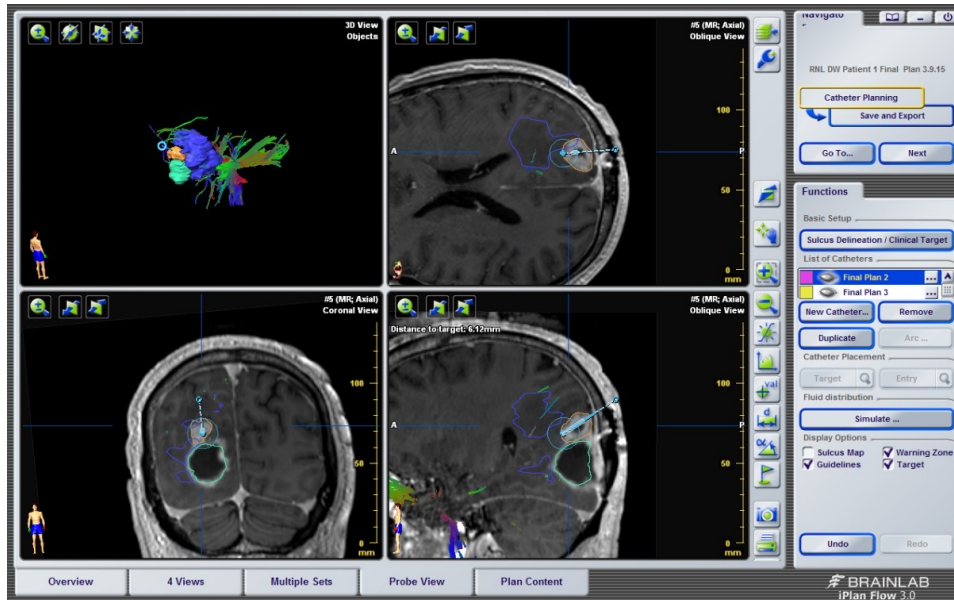 3D View
Objects
#5 (MR; Axial)
Oblique View
A
P
100
50
0
mm
#5 (MR; Axial)
Coronal View
100
50
0
mm
#5 (MR; Axial)
Oblique View
Distance to target: 6.12mm
A
P
100
50
0
mm
val
d
Navigato
RNL DW Patient 1 Final Plan 3.9.15
Catheter Planning
Save and Export
Go To...
Next
Functions
Basic Setup
Sulcus Delineation / Clinical Target
List of Catheters
Final Plan 2 ...
Final Plan 3 ...
New Catheter...
Remove
Duplicate
Arc ...
Catheter Placement
Target
Entry
Fluid distribution
Simulate ...
Display Options
Sulcus Map
Warning Zone
Guidelines
Target
Undo
Redo
Overview
4 Views
Multiple Sets
Probe View
Plan Content
BRAINLAB
iPlan Flow 3.0